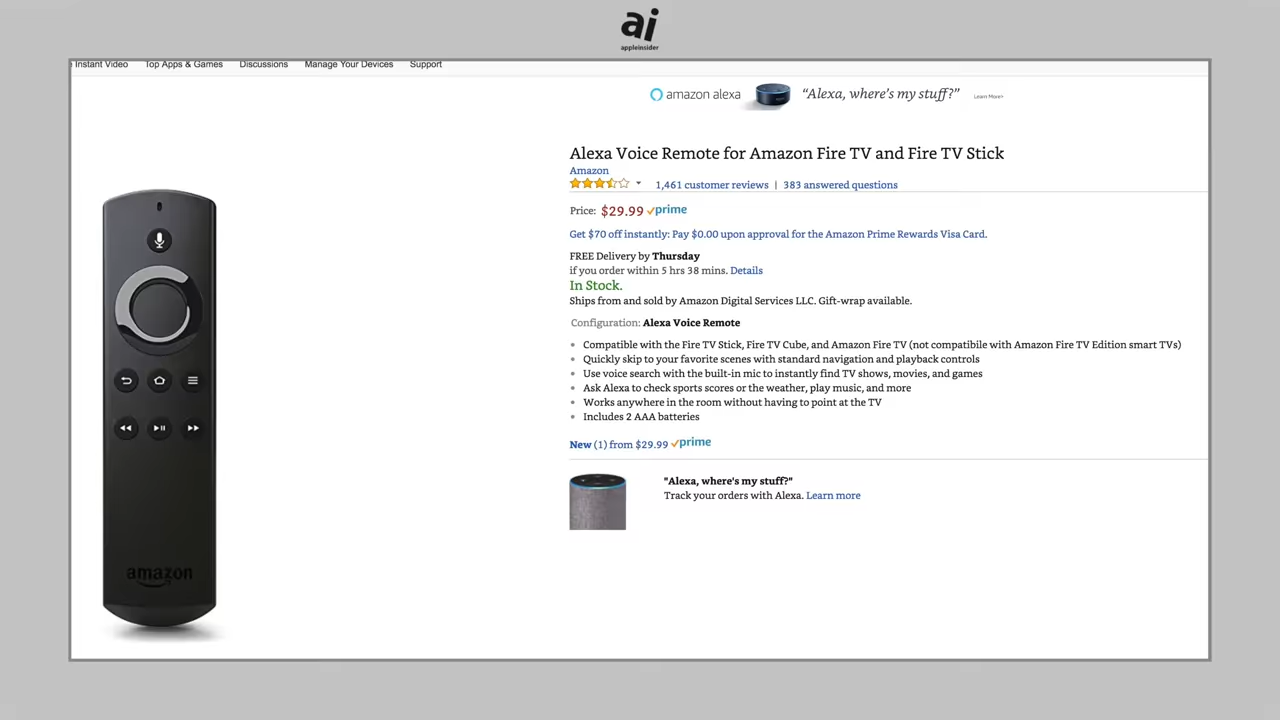 ai
appleinsider
Instant Video Top Apps & Games Discussions Manage Your Devices Support
amazon alexa "Alexa, where's my stuff?" Learn More>
Alexa Voice Remote for Amazon Fire TV and Fire TV Stick
Amazon
1,461 customer reviews | 383 answered questions
Price: $29.99 prime
Get $70 off instantly: Pay $0.00 upon approval for the Amazon Prime Rewards Visa Card.
FREE Delivery by Thursday
if you order within 5 hrs 38 mins. Details
In Stock.
Ships from and sold by Amazon Digital Services LLC. Gift-wrap available.
Configuration: Alexa Voice Remote
Compatible with the Fire TV Stick, Fire TV Cube, and Amazon Fire TV (not compatibile with Amazon Fire TV Edition smart TVs)
Quickly skip to your favorite scenes with standard navigation and playback controls
Use voice search with the built-in mic to instantly find TV shows, movies, and games
Ask Alexa to check sports scores or the weather, play music, and more
Works anywhere in the room without having to point at the TV
Includes 2 AAA batteries
New (1) from $29.99 prime
"Alexa, where's my stuff?"
Track your orders with Alexa. Learn more
amazon